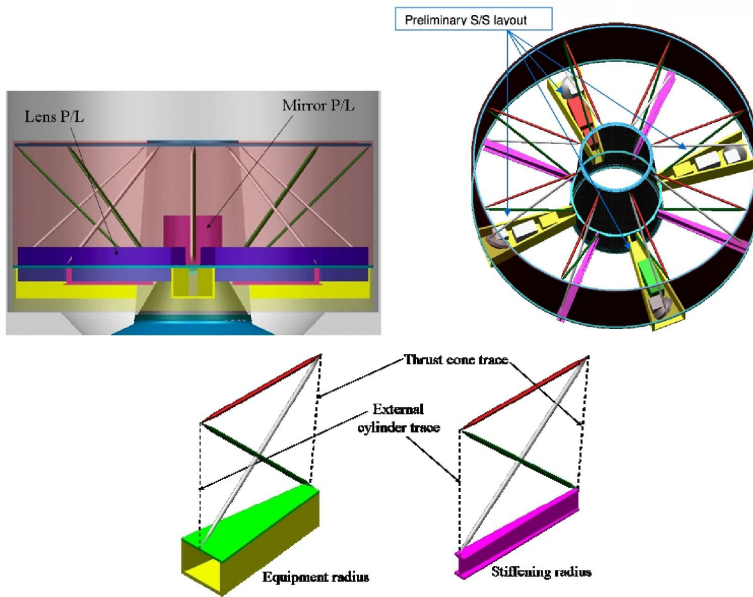 Preliminary S/S layout
Lens P/L
Mirror P/L
Thrust cone trace
External
cylinder trace
Equipment radius
Stiffening radius